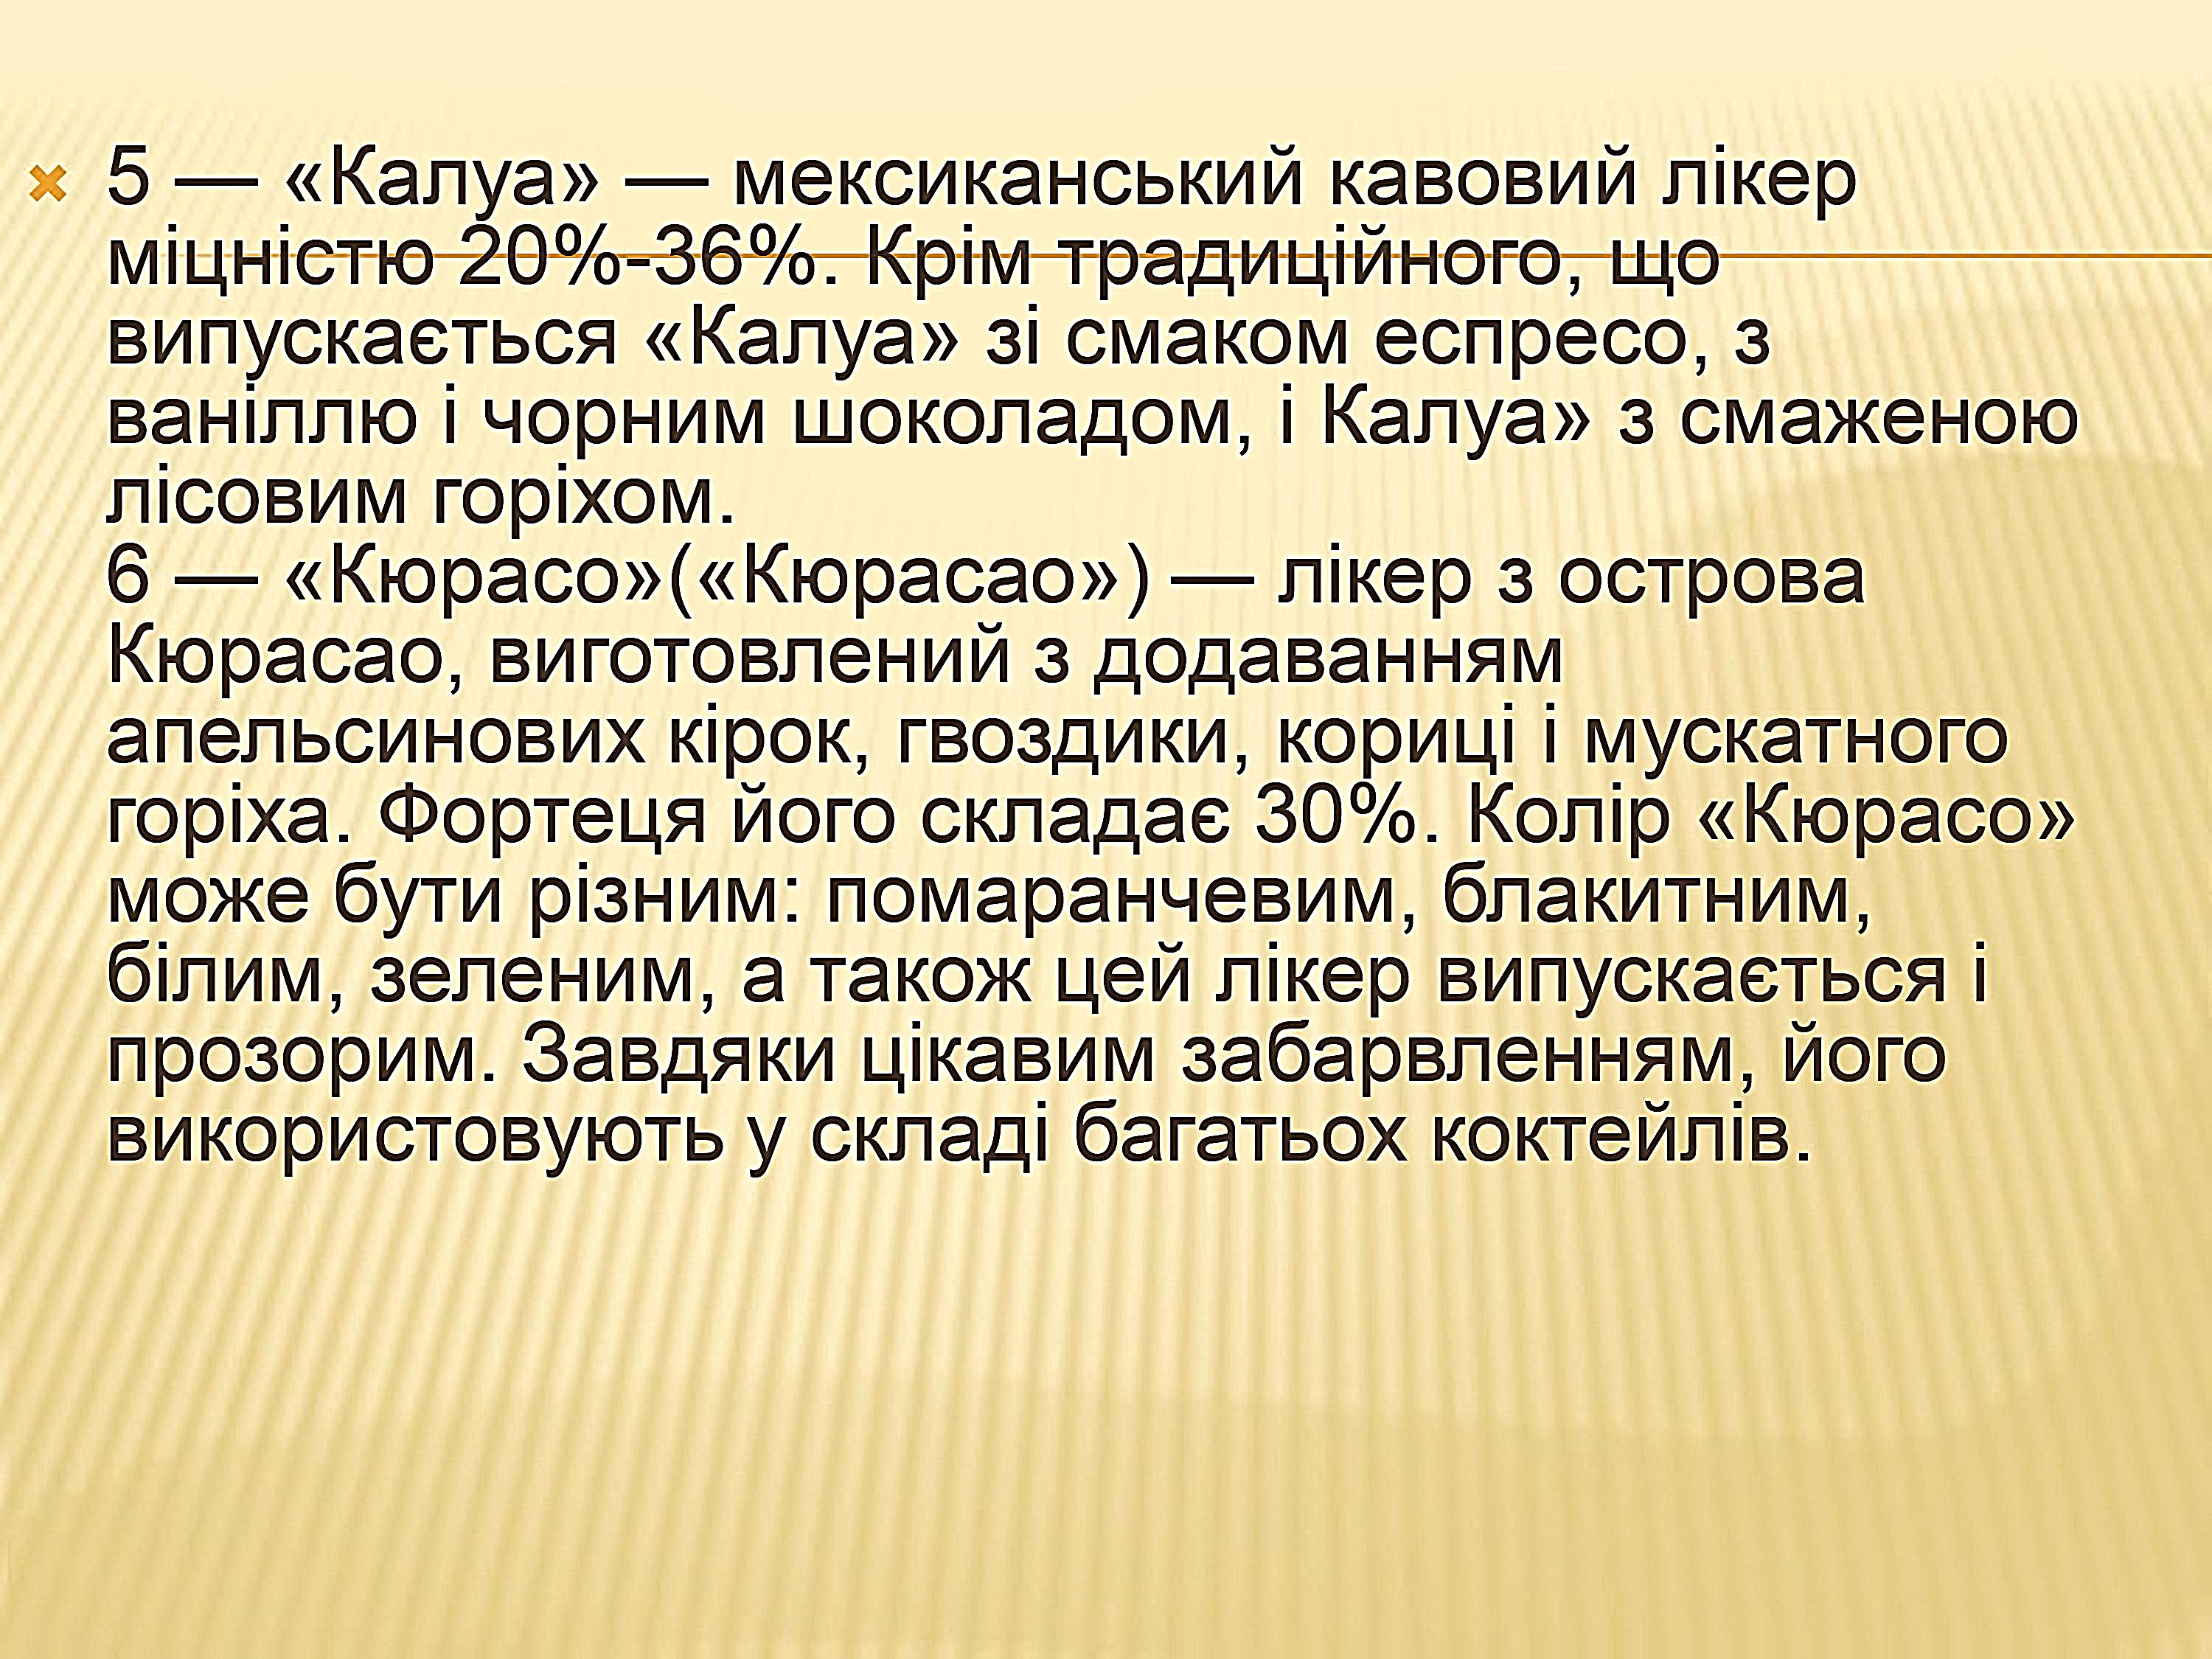 5 — «Калуа» — мексиканський кавовий лікер
міцністю 20%-36%. Крім традиційного, що
випускається «Калуа» зі смаком еспресо, з
ваніллю і чорним шоколадом, і Калуа» з смаженою
лісовим горіхом.
6 — «Кюрасо»(«Кюрасао») — лікер з острова
Кюрасао, виготовлений з додаванням
апельсинових кірок, гвоздики, кориці і мускатного
горіха. Фортеця його складає 30%. Колір «Кюрасо»
може бути різним: помаранчевим, блакитним,
білим, зеленим, а також цей лікер випускається і
прозорим. Завдяки цікавим забарвленням, його
використовують у складі багатьох коктейлів.